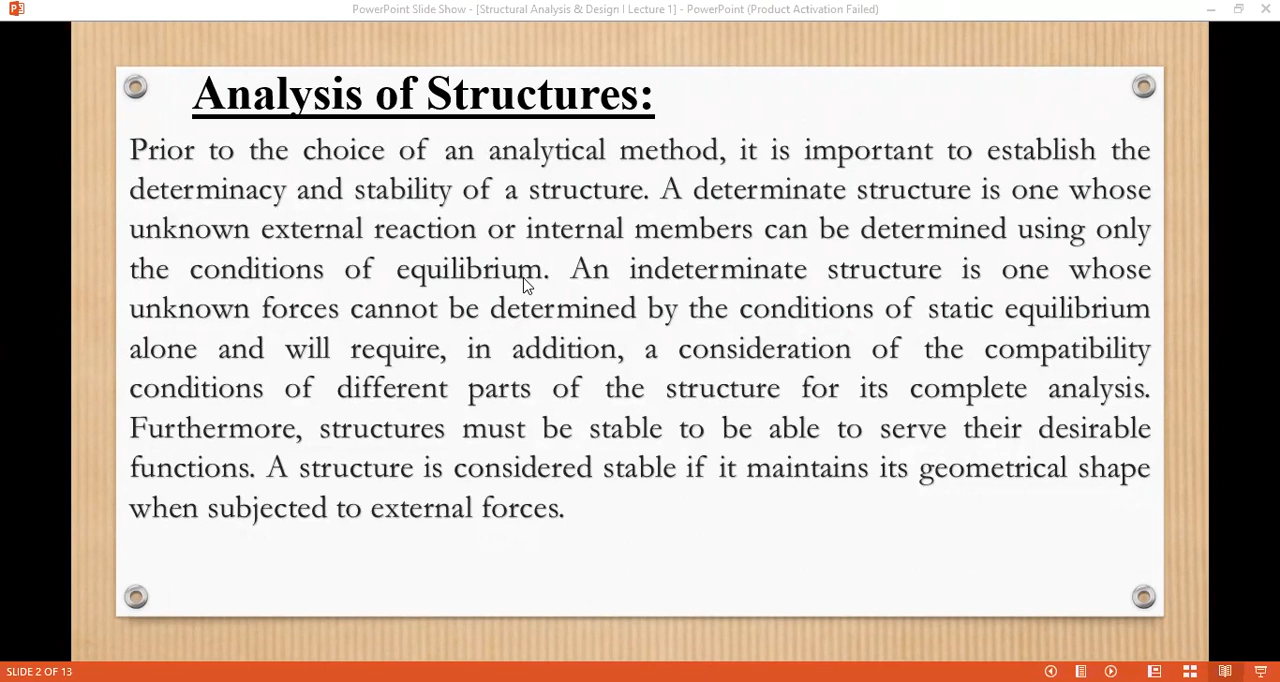 PowerPoint Slide Show - [Structural Analysis & Design I Lecture 1] - PowerPoint (Product Activation Failed)
Analysis of Structures:
Prior to the choice of an analytical method, it is important to establish the
determinacy and stability of a structure. A determinate structure is one whose
unknown external reaction or internal members can be determined using only
the conditions of equilibrium. An indeterminate structure is one whose
unknown forces cannot be determined by the conditions of static equilibrium
alone and will require, in addition, a consideration of the compatibility
conditions of different parts of the structure for its complete analysis.
Furthermore, structures must be stable to be able to serve their desirable
functions. A structure is considered stable if it maintains its geometrical shape
when subjected to external forces.
SLIDE 2 OF 13